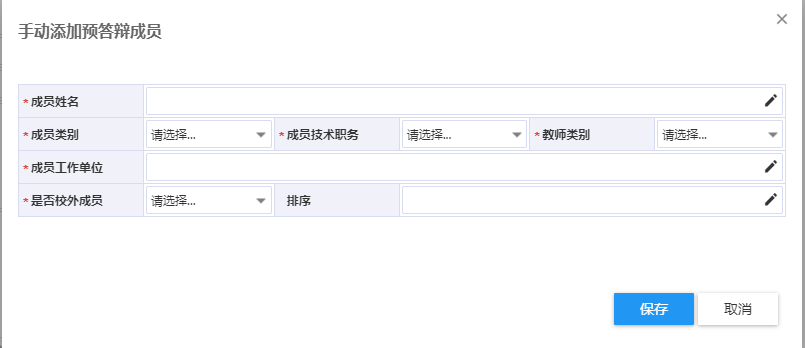 手动添加预答辩成员
* 成员姓名
* 成员类别 请选择... * 成员技术职务 请选择... * 教师类别 请选择...
* 成员工作单位
* 是否校外成员 请选择... 排序
保存 取消